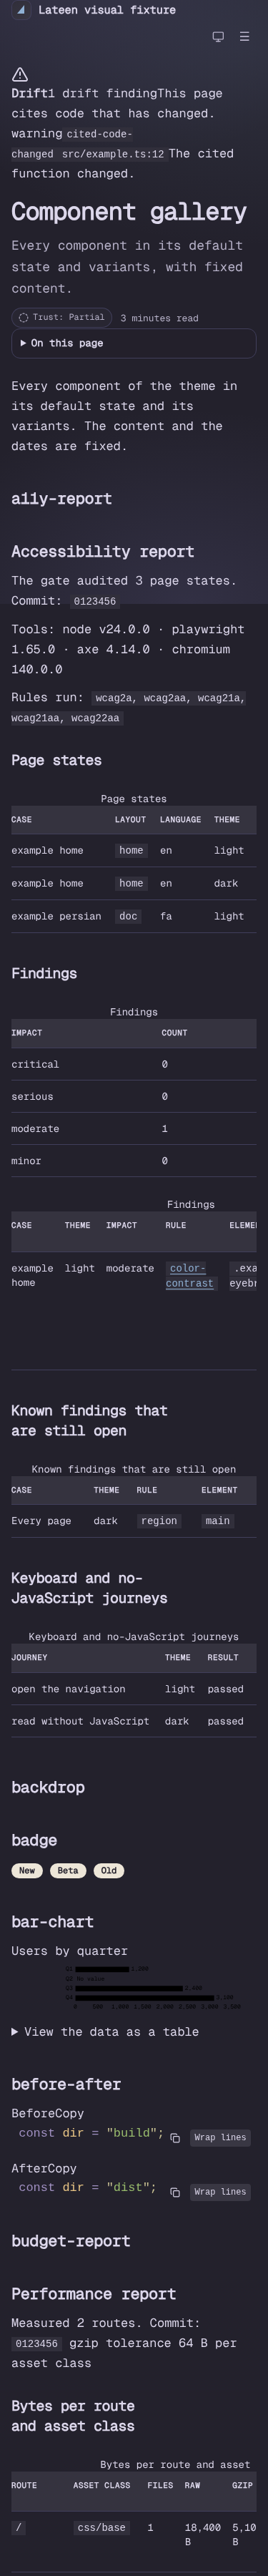 Lateen visual fixture
Drift1 drift findingThis page
cites code that has changed.
warning cited-code-
changed src/example.ts:12 The cited
function changed.
Component gallery
Every component in its default
state and variants, with fixed
content.
Trust: Partial 3 minutes read
On this page
Every component of the theme in
its default state and its
variants. The content and the
dates are fixed.
a11y-report
Accessibility report
The gate audited 3 page states.
Commit: 0123456
Tools: node v24.0.0 · playwright
1.65.0 · axe 4.14.0 · chromium
140.0.0
Rules run: wcag2a, wcag2aa, wcag21a,
wcag21aa, wcag22aa
Page states
Page states
CASE LAYOUT LANGUAGE THEME
example home home en light
example home home en dark
example persian doc fa light
Findings
Findings
IMPACT COUNT
critical 0
serious 0
moderate 1
minor 0
Findings
CASE THEME IMPACT RULE ELEMEN
example light moderate color- .exa
home contrast eyebr
Known findings that
are still open
Known findings that are still open
CASE THEME RULE ELEMENT
Every page dark region main
Keyboard and no-
JavaScript journeys
Keyboard and no-JavaScript journeys
JOURNEY THEME RESULT
open the navigation light passed
read without JavaScript dark passed
backdrop
badge
New Beta Old
bar-chart
Users by quarter
View the data as a table
before-after
BeforeCopy
const dir = "build"; Wrap lines
AfterCopy
const dir = "dist"; Wrap lines
budget-report
Performance report
Measured 2 routes. Commit:
0123456 gzip tolerance 64 B per
asset class
Bytes per route
and asset class
Bytes per route and asset
ROUTE ASSET CLASS FILES RAW GZIP
/ css/base 1 18,400 5,10
B B